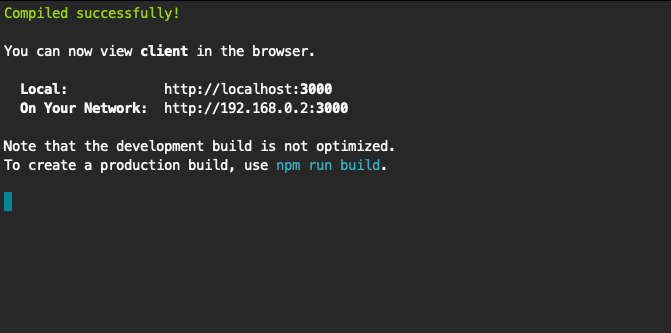 Compiled successfully!
You can now view client in the browser.
Local: http://localhost:3000
On Your Network: http://192.168.0.2:3000
Note that the development build is not optimized.
To create a production build, use npm run build.